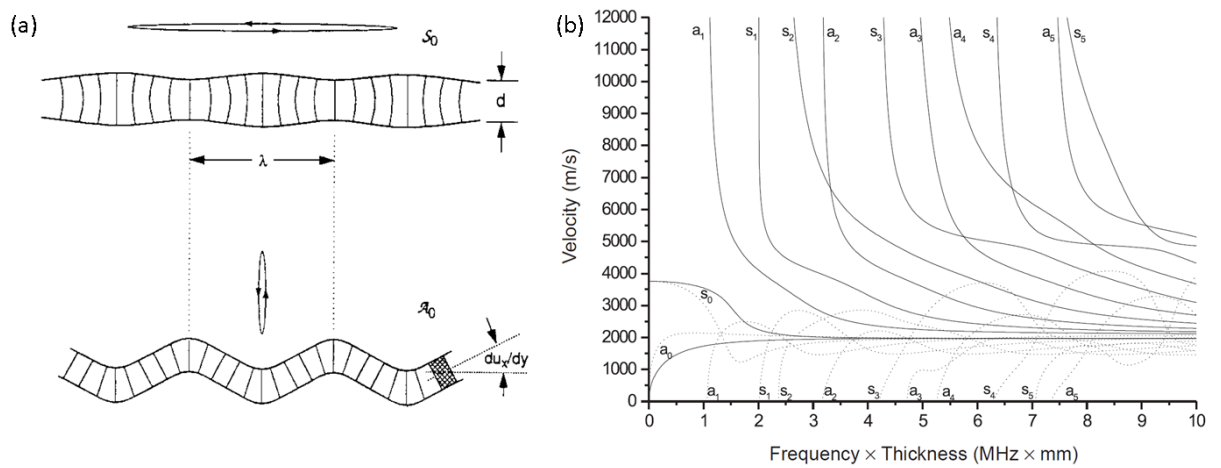 (a)
𝒮₀
d
λ
𝒜₀
duₓ/dy
(b)
Velocity (m/s)
12000
11000
10000
9000
8000
7000
6000
5000
4000
3000
2000
1000
0
a₁ s₁ s₂ a₂ s₃ a₃ a₄ s₄ a₅ s₅
s₀
a₀
a₁ s₁ s₂ a₂ s₃ a₃ a₄ s₄ s₅ a₅
0 1 2 3 4 5 6 7 8 9 10
Frequency × Thickness (MHz × mm)